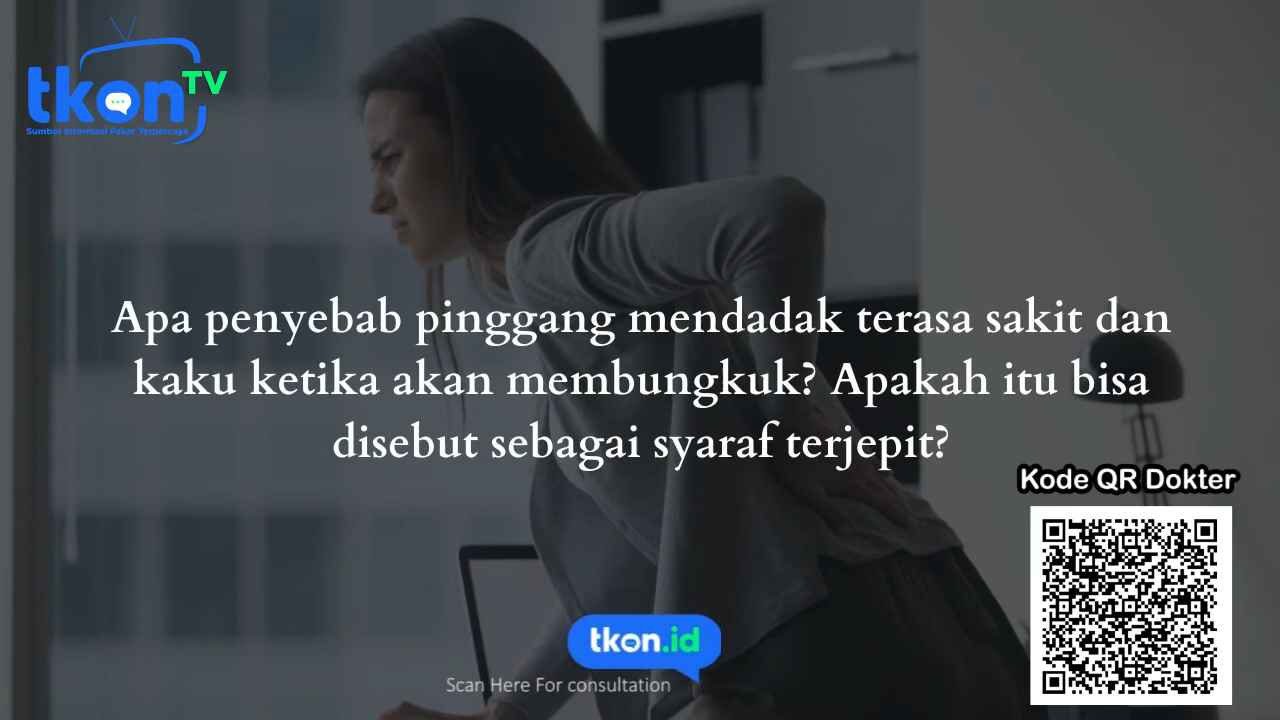 tkon TV
Sumber Informasi Pakar Terpercaya
Apa penyebab pinggang mendadak terasa sakit dan
kaku ketika akan membungkuk? Apakah itu bisa
disebut sebagai syaraf terjepit?
Kode QR Dokter
tkon.id
Scan Here For consultation